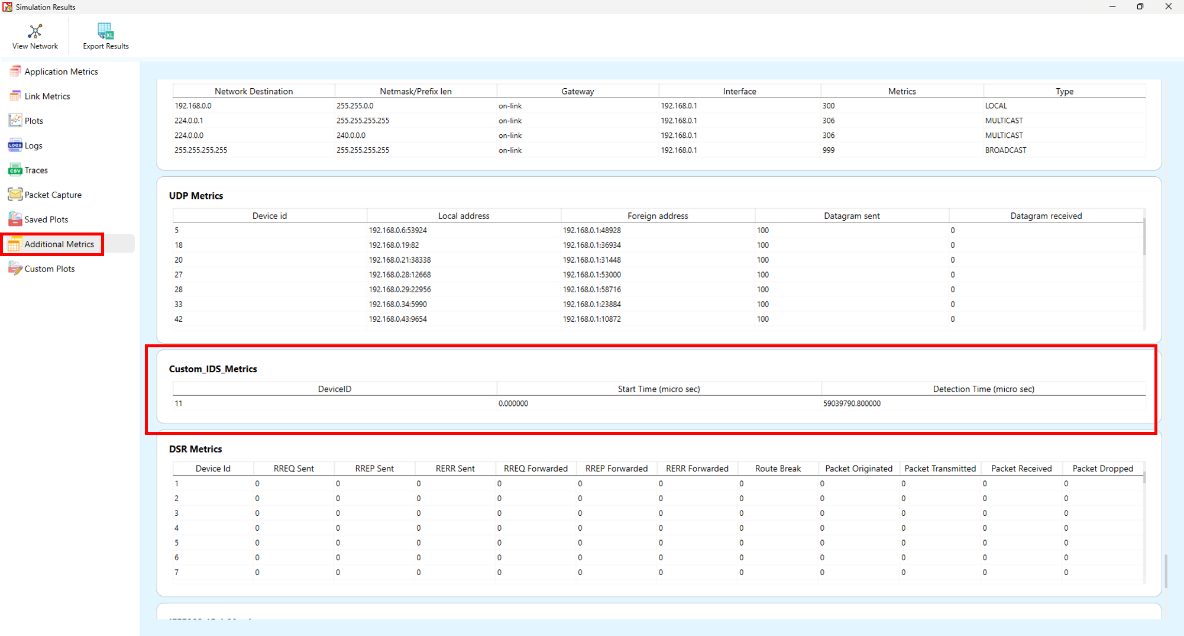 Simulation Results
View Network
Export Results
Application Metrics
Link Metrics
Plots
Logs
Traces
Packet Capture
Saved Plots
Additional Metrics
Custom Plots
Network Destination Netmask/Prefix len Gateway Interface Metrics Type
192.168.0.0 255.255.0.0 on-link 192.168.0.1 300 LOCAL
224.0.0.1 255.255.255.255 on-link 192.168.0.1 306 MULTICAST
224.0.0.0 240.0.0.0 on-link 192.168.0.1 306 MULTICAST
255.255.255.255 255.255.255.255 on-link 192.168.0.1 999 BROADCAST
UDP Metrics
Device id Local address Foreign address Datagram sent Datagram received
5 192.168.0.6:53924 192.168.0.1:48928 100 0
18 192.168.0.19:82 192.168.0.1:36934 100 0
20 192.168.0.21:38338 192.168.0.1:31448 100 0
27 192.168.0.28:12668 192.168.0.1:53000 100 0
28 192.168.0.29:22956 192.168.0.1:58716 100 0
33 192.168.0.34:5990 192.168.0.1:23884 100 0
42 192.168.0.43:9654 192.168.0.1:10872 100 0
Custom_IDS_Metrics
DeviceID Start Time (micro sec) Detection Time (micro sec)
11 0.000000 59039790.800000
DSR Metrics
Device Id RREQ Sent RREP Sent RERR Sent RREQ Forwarded RREP Forwarded RERR Forwarded Route Break Packet Originated Packet Transmitted Packet Received Packet Dropped
1 0 0 0 0 0 0 0 0 0 0 0
2 0 0 0 0 0 0 0 0 0 0 0
3 0 0 0 0 0 0 0 0 0 0 0
4 0 0 0 0 0 0 0 0 0 0 0
5 0 0 0 0 0 0 0 0 0 0 0
6 0 0 0 0 0 0 0 0 0 0 0
7 0 0 0 0 0 0 0 0 0 0 0